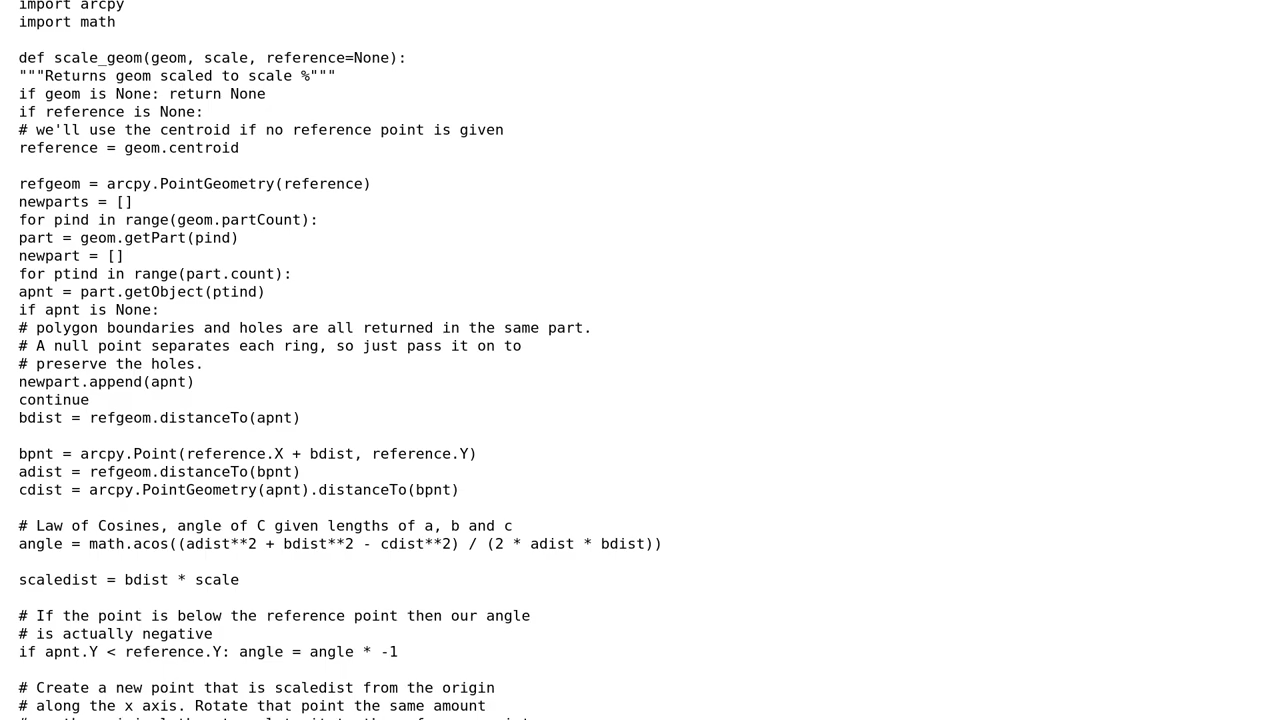 import arcpy
import math
def scale_geom(geom, scale, reference=None):
"""Returns geom scaled to scale %"""
if geom is None: return None
if reference is None:
# we'll use the centroid if no reference point is given
reference = geom.centroid
refgeom = arcpy.PointGeometry(reference)
newparts = []
for pind in range(geom.partCount):
part = geom.getPart(pind)
newpart = []
for ptind in range(part.count):
apnt = part.getObject(ptind)
if apnt is None:
# polygon boundaries and holes are all returned in the same part.
# A null point separates each ring, so just pass it on to
# preserve the holes.
newpart.append(apnt)
continue
bdist = refgeom.distanceTo(apnt)
bpnt = arcpy.Point(reference.X + bdist, reference.Y)
adist = refgeom.distanceTo(bpnt)
cdist = arcpy.PointGeometry(apnt).distanceTo(bpnt)
# Law of Cosines, angle of C given lengths of a, b and c
angle = math.acos((adist**2 + bdist**2 - cdist**2) / (2 * adist * bdist))
scaledist = bdist * scale
# If the point is below the reference point then our angle
# is actually negative
if apnt.Y < reference.Y: angle = angle * -1
# Create a new point that is scaledist from the origin
# along the x axis. Rotate that point the same amount